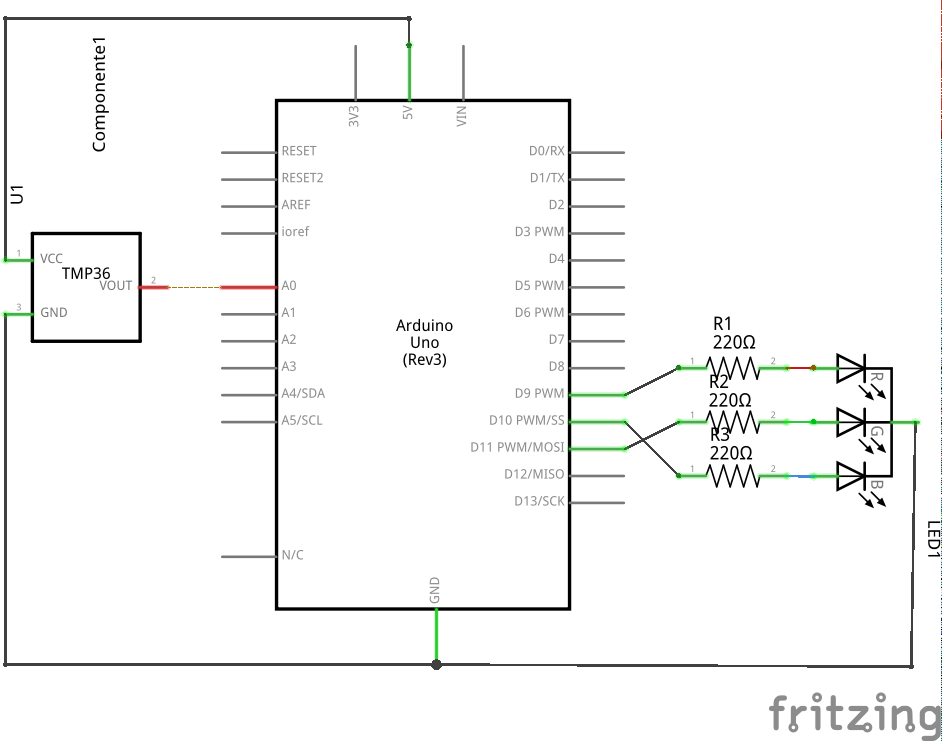 Componente1
3V3
5V
VIN
U1
1
VCC
TMP36
VOUT
2
3
GND
RESET
RESET2
AREF
ioref
A0
A1
A2
A3
A4/SDA
A5/SCL
N/C
Arduino
Uno
(Rev3)
GND
D0/RX
D1/TX
D2
D3 PWM
D4
D5 PWM
D6 PWM
D7
D8
D9 PWM
D10 PWM/SS
D11 PWM/MOSI
D12/MISO
D13/SCK
R1
220Ω
1
2
R
R2
220Ω
1
2
G
R3
220Ω
1
2
B
LED1
fritzing